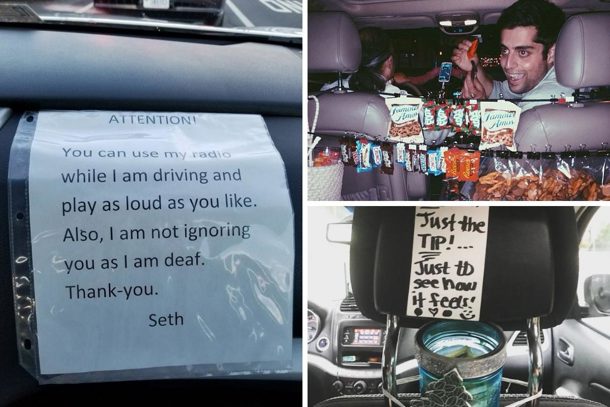 ATTENTION!
You can use my radio
while I am driving and
play as loud as you like.
Also, I am not ignoring
you as I am deaf.
Thank-you.
Seth
Famous
Amos
Famous
Amos
Just the
TIP!...
Just to
see how
it feels!